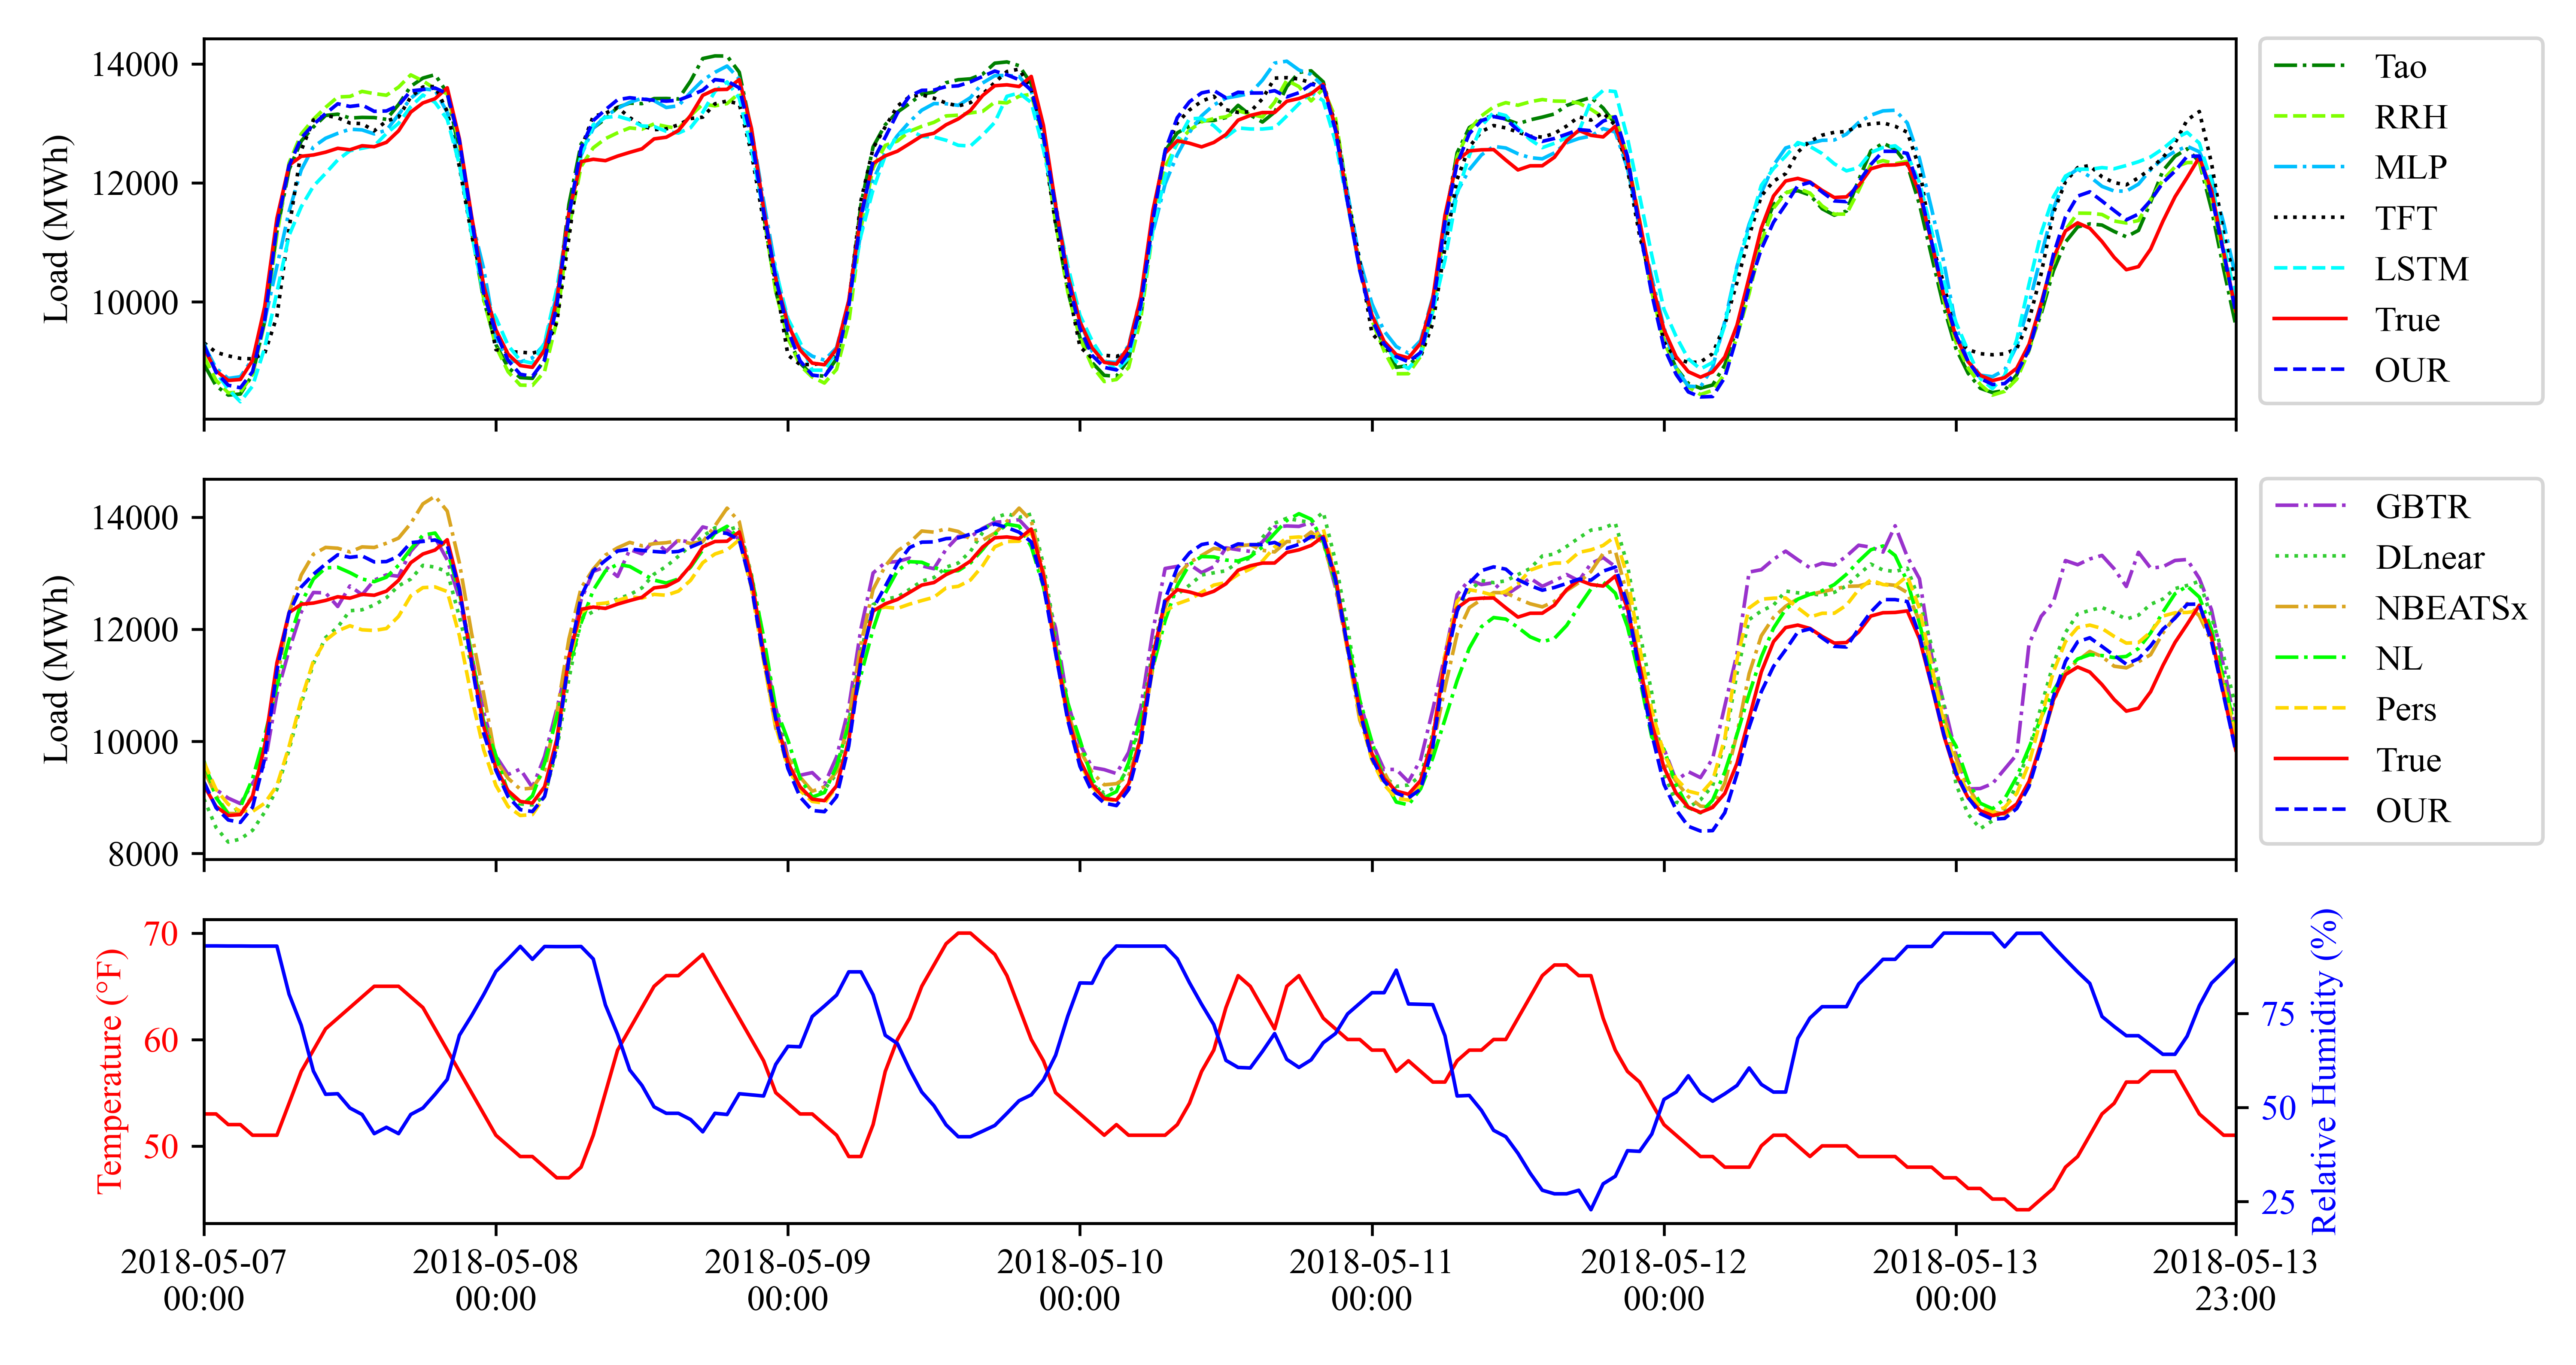 Load (MWh)
14000
12000
10000
Tao
RRH
MLP
TFT
LSTM
True
OUR
Load (MWh)
14000
12000
10000
8000
GBTR
DLnear
NBEATSx
NL
Pers
True
OUR
Temperature (°F)
70
60
50
75
50
25
Relative Humidity (%)
2018-05-07 2018-05-08 2018-05-09 2018-05-10 2018-05-11 2018-05-12 2018-05-13 2018-05-13
00:00 00:00 00:00 00:00 00:00 00:00 00:00 23:00